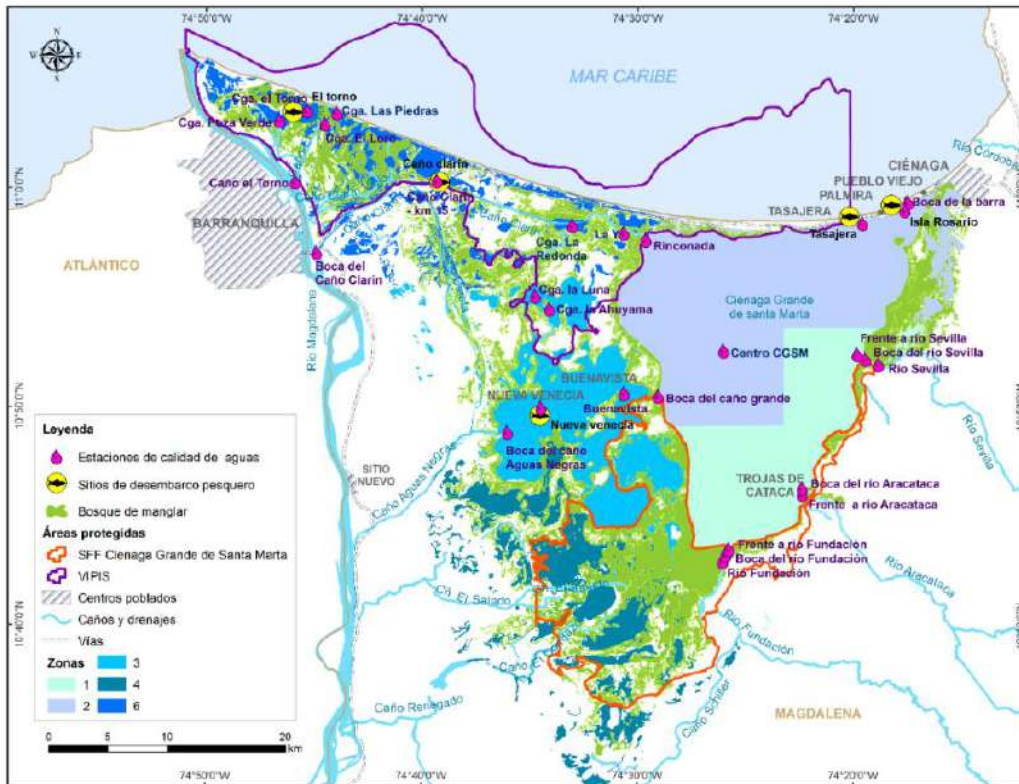 74°50'0"W
74°40'0"W
74°30'0"W
74°20'0"W
N
W
E
S
MAR CARIBE
Cga. el Torno
El torno
Cga. Las Piedras
Cga. Poza Verde
Cga. El Loro
Río Córdoba
CIÉNAGA
PUEBLO VIEJO
PALMIRA
TASAJERA
Boca de la barra
Isla Rosario
Tasajera
11°0'0"N
Caño el Torno
Caño clarín
Caño Clarín
- km 15 -
BARRANQUILLA
Caño Clarín
La Y
Rinconada
Cga. La
Redonda
ATLÁNTICO
Boca del
Caño Clarín
Río Magdalena
Cga. la Luna
Cga. la Ahuyama
Ciénaga Grande
de santa Marta
Centro CGSM
Frente a río Sevilla
Boca del río Sevilla
Río Sevilla
BUENAVISTA
Buenavista
Boca del caño grande
NUEVA VENECIA
Nueva venecia
Boca del caño
Aguas Negras
10°50'0"N
Río Sevilla
SITIO
NUEVO
Caño Aguas Negras
TROJAS DE
CATACA
Boca del río Aracataca
Frente a río Aracataca
Frente a río Fundación
Boca del río Fundación
Río Fundación
Río Aracataca
Cñ. El Salado
10°40'0"N
Río Fundación
Caño Schiller
Caño Renegado
MAGDALENA
Leyenda
Estaciones de calidad de aguas
Sitios de desembarco pesquero
Bosque de manglar
Áreas protegidas
SFF Cienaga Grande de Santa Marta
VIPIS
Centros poblados
Caños y drenajes
Vías
Zonas
3
1
4
2
6
0
5
10
20
km
74°50'0"W
74°40'0"W
74°30'0"W
74°20'0"W